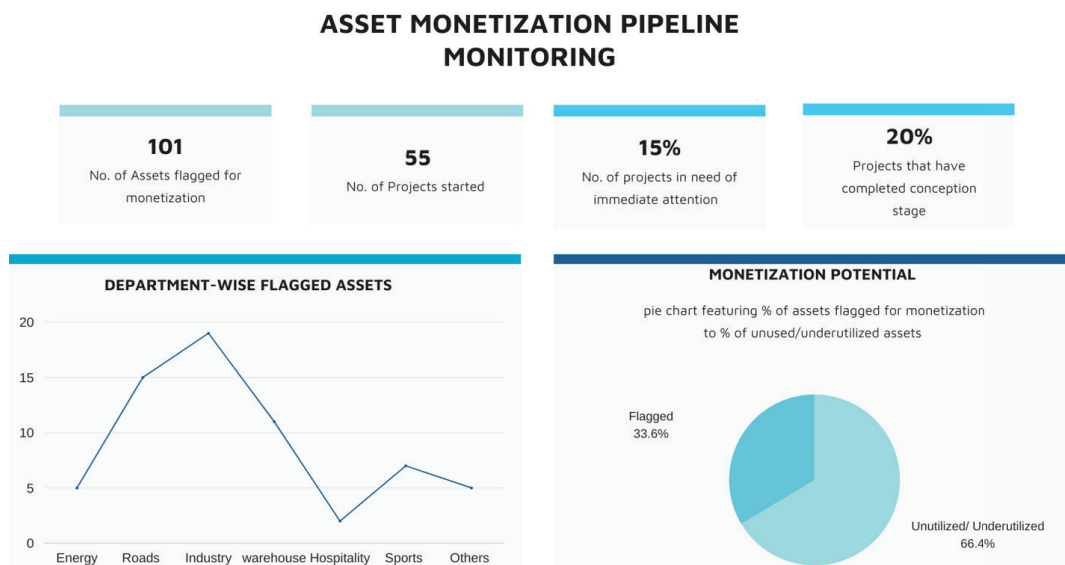 ASSET MONETIZATION PIPELINE
MONITORING
101
No. of Assets flagged for
monetization
55
No. of Projects started
15%
No. of projects in need of
immediate attention
20%
Projects that have
completed conception
stage
DEPARTMENT-WISE FLAGGED ASSETS
20
15
10
5
0
Energy Roads Industry warehouse Hospitality Sports Others
MONETIZATION POTENTIAL
pie chart featuring % of assets flagged for monetization
to % of unused/underutilized assets
Flagged
33.6%
Unutilized/ Underutilized
66.4%